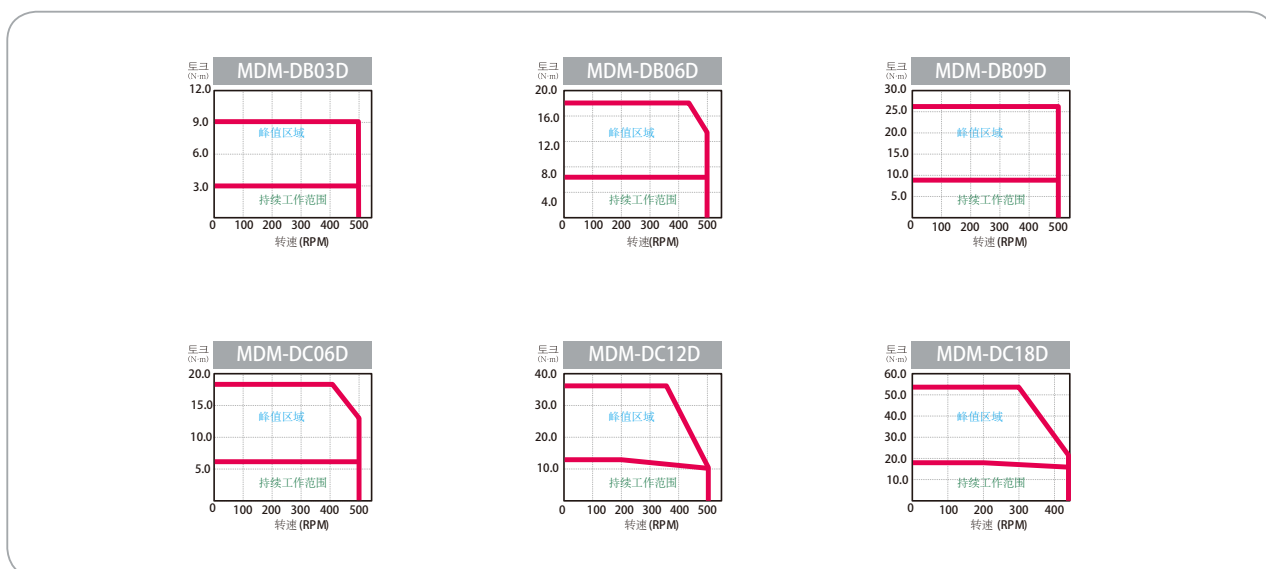 MDM-DB03D
토크
(N·m)
12.0
9.0
6.0
3.0
峰值区域
持续工作范围
0 100 200 300 400 500
转速 (RPM)
MDM-DB06D
토크
(N·m)
20.0
16.0
12.0
8.0
4.0
峰值区域
持续工作范围
0 100 200 300 400 500
转速(RPM)
MDM-DB09D
토크
(N·m)
30.0
25.0
20.0
15.0
10.0
5.0
峰值区域
持续工作范围
0 100 200 300 400 500
转速 (RPM)
MDM-DC06D
토크
(N·m)
20.0
15.0
10.0
5.0
峰值区域
持续工作范围
0 100 200 300 400 500
转速 (RPM)
MDM-DC12D
토크
(N·m)
40.0
30.0
20.0
10.0
峰值区域
持续工作范围
0 100 200 300 400 500
转速 (RPM)
MDM-DC18D
토크
(N·m)
60.0
50.0
40.0
30.0
20.0
10.0
峰值区域
持续工作范围
0 100 200 300 400
转速 (RPM)